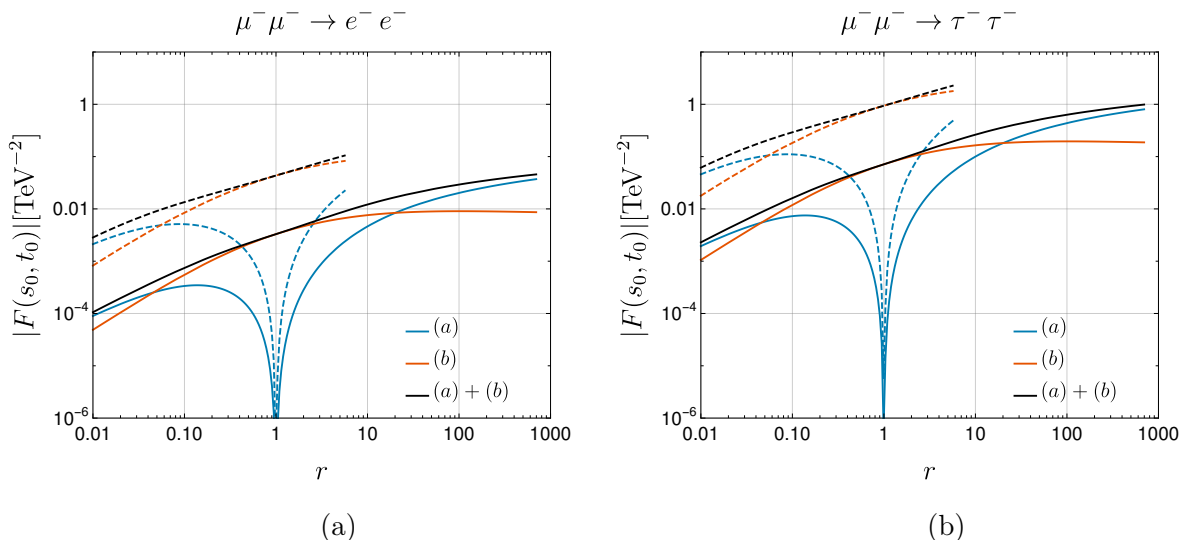 μ⁻μ⁻ → e⁻ e⁻
|F(s₀, t₀)|[TeV⁻²]
1
0.01
10⁻⁴
10⁻⁶
(a)
(b)
(a) + (b)
0.01 0.10 1 10 100 1000
r
(a)
μ⁻μ⁻ → τ⁻ τ⁻
|F(s₀, t₀)|[TeV⁻²]
1
0.01
10⁻⁴
10⁻⁶
(a)
(b)
(a) + (b)
0.01 0.10 1 10 100 1000
r
(b)